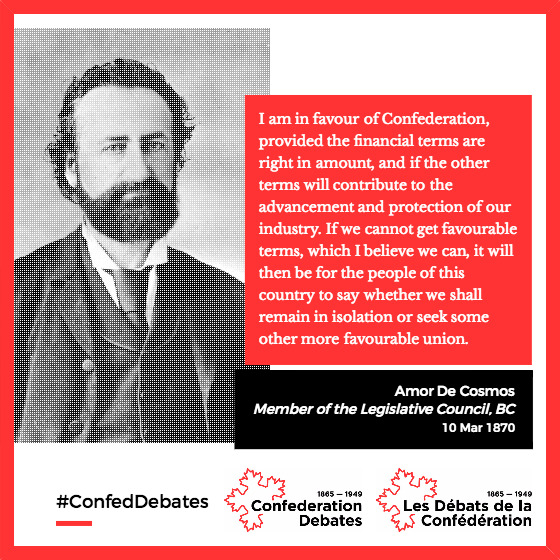 I am in favour of Confederation,
provided the financial terms are
right in amount, and if the other
terms will contribute to the
advancement and protection of our
industry. If we cannot get favourable
terms, which I believe we can, it will
then be for the people of this
country to say whether we shall
remain in isolation or seek some
other more favourable union.
Amor De Cosmos
Member of the Legislative Council, BC
10 Mar 1870
#ConfedDebates
1865 — 1949
Confederation
Debates
1865 — 1949
Les Débats de la
Confédération